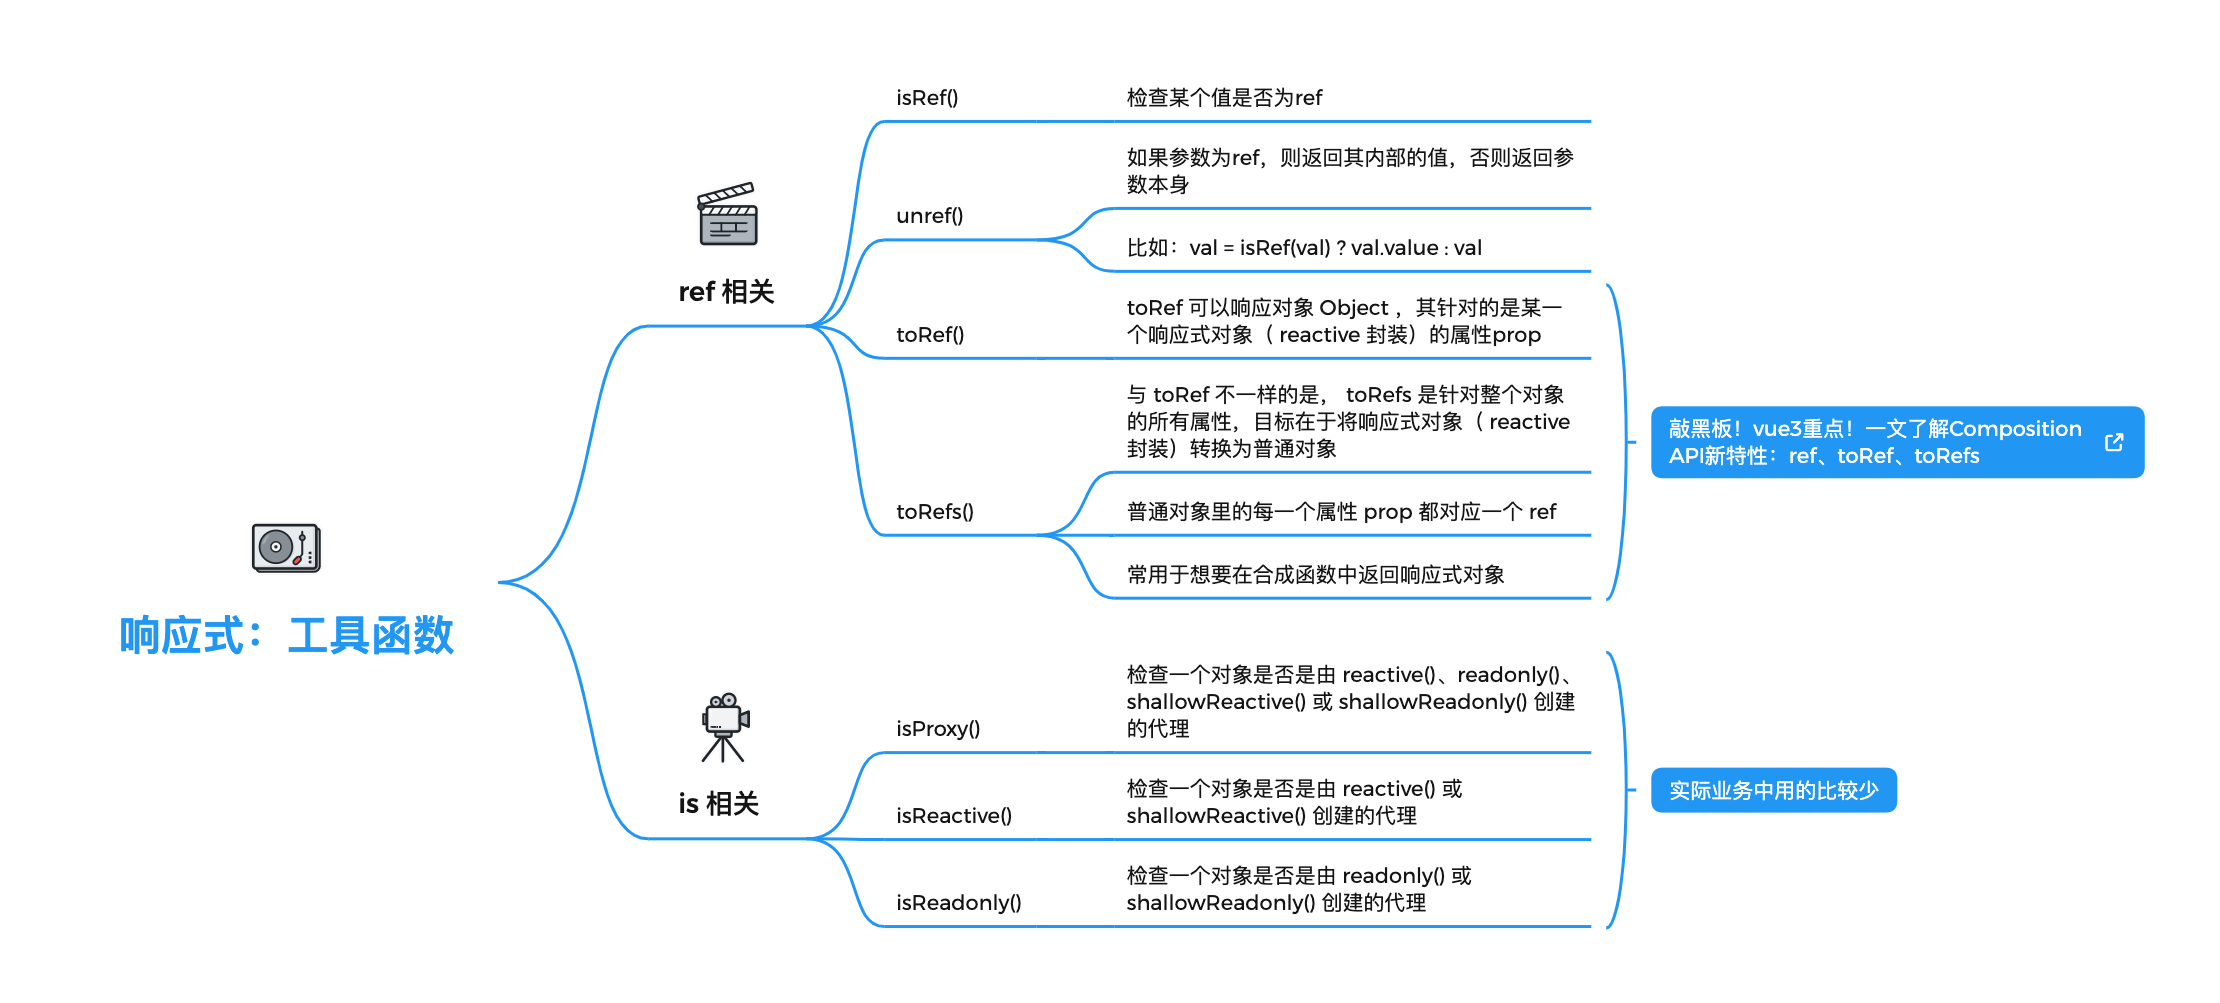 响应式：工具函数
ref 相关
isRef()
检查某个值是否为ref
unref()
如果参数为ref，则返回其内部的值，否则返回参
数本身
比如：val = isRef(val) ? val.value : val
toRef()
toRef 可以响应对象 Object ，其针对的是某一
个响应式对象（ reactive 封装）的属性prop
toRefs()
与 toRef 不一样的是， toRefs 是针对整个对象
的所有属性，目标在于将响应式对象（ reactive
封装）转换为普通对象
普通对象里的每一个属性 prop 都对应一个 ref
常用于想要在合成函数中返回响应式对象
敲黑板！vue3重点！一文了解Composition
API新特性：ref、toRef、toRefs
is 相关
isProxy()
检查一个对象是否是由 reactive()、readonly()、
shallowReactive() 或 shallowReadonly() 创建
的代理
isReactive()
检查一个对象是否是由 reactive() 或
shallowReactive() 创建的代理
isReadonly()
检查一个对象是否是由 readonly() 或
shallowReadonly() 创建的代理
实际业务中用的比较少